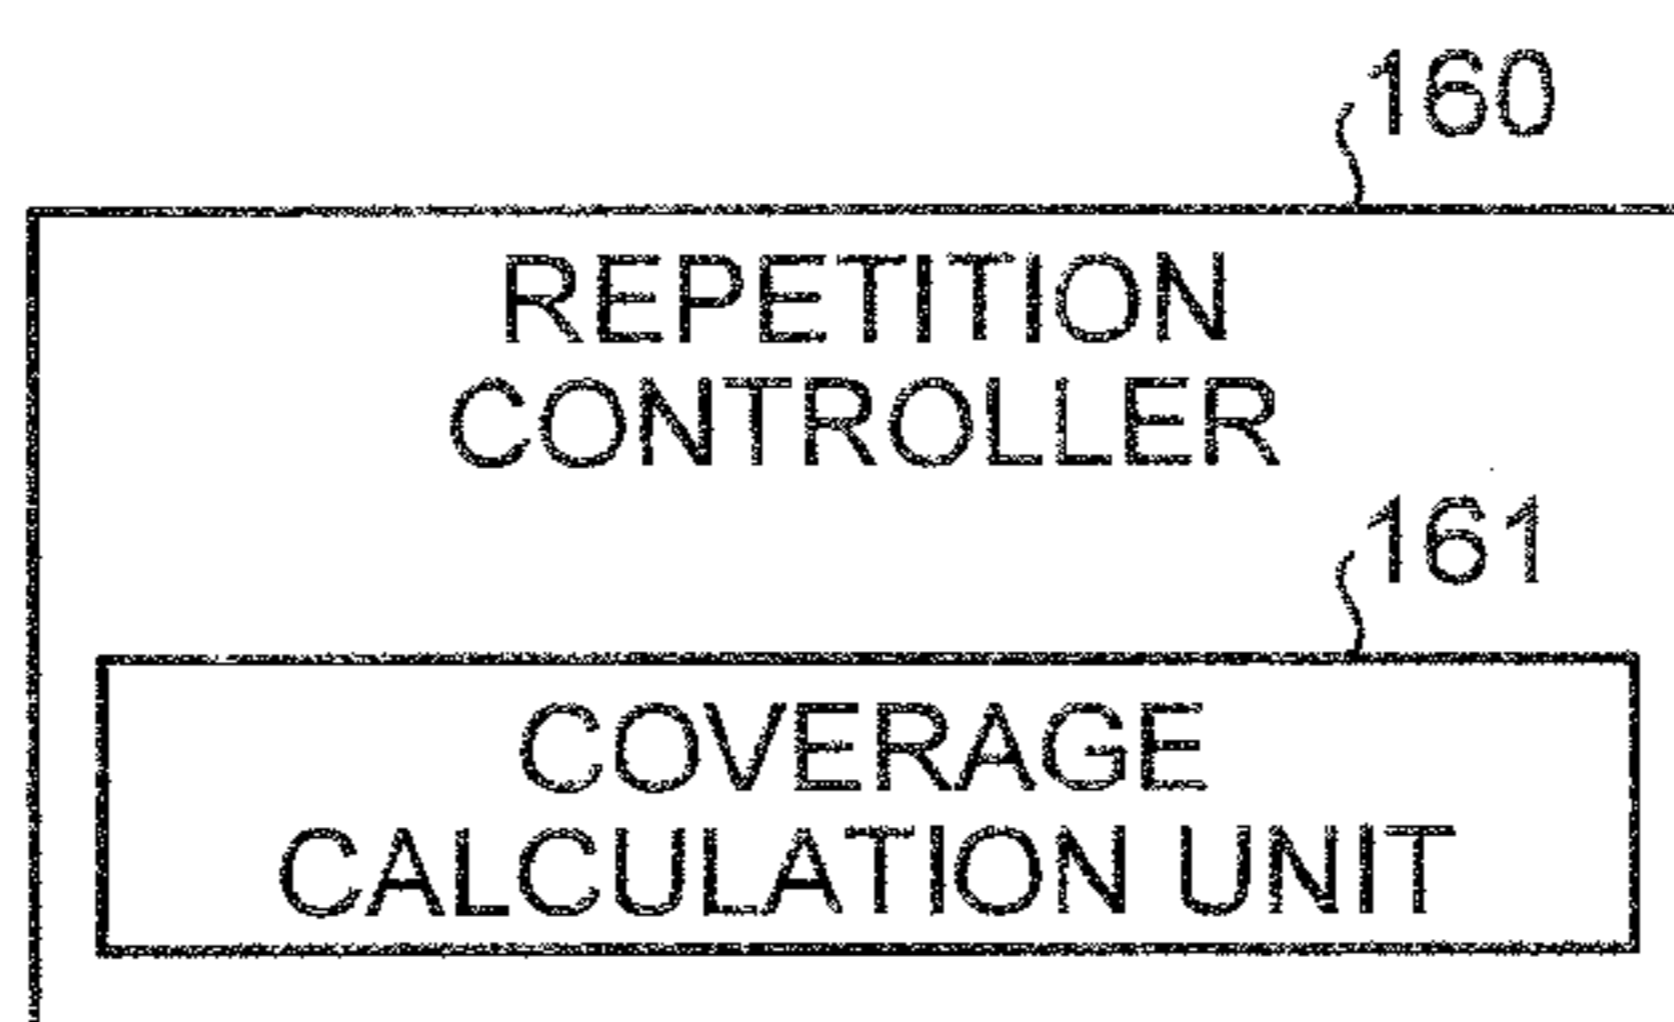 160
REPETITION
CONTROLLER
161
COVERAGE
CALCULATION UNIT